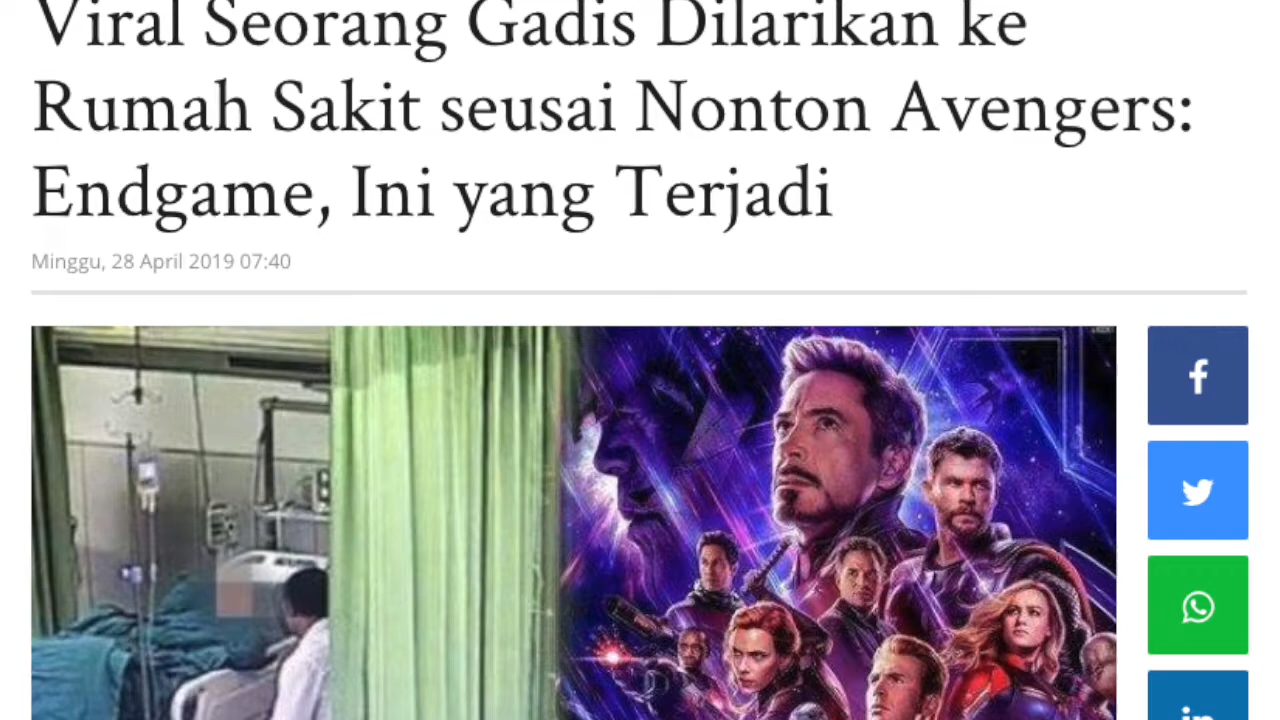 Viral Seorang Gadis Dilarikan ke
Rumah Sakit seusai Nonton Avengers:
Endgame, Ini yang Terjadi
Minggu, 28 April 2019 07:40